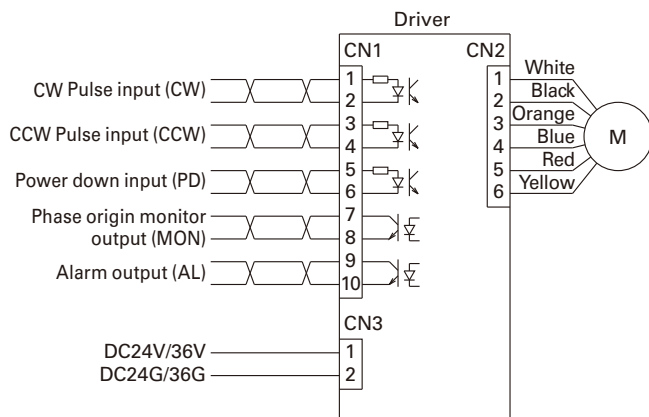 Driver
CN1
CN2
CW Pulse input (CW)
1
2
CCW Pulse input (CCW)
3
4
Power down input (PD)
5
6
Phase origin monitor
output (MON)
7
8
Alarm output (AL)
9
10
1
White
2
Black
3
Orange
4
Blue
5
Red
6
Yellow
M
CN3
DC24V/36V
1
DC24G/36G
2